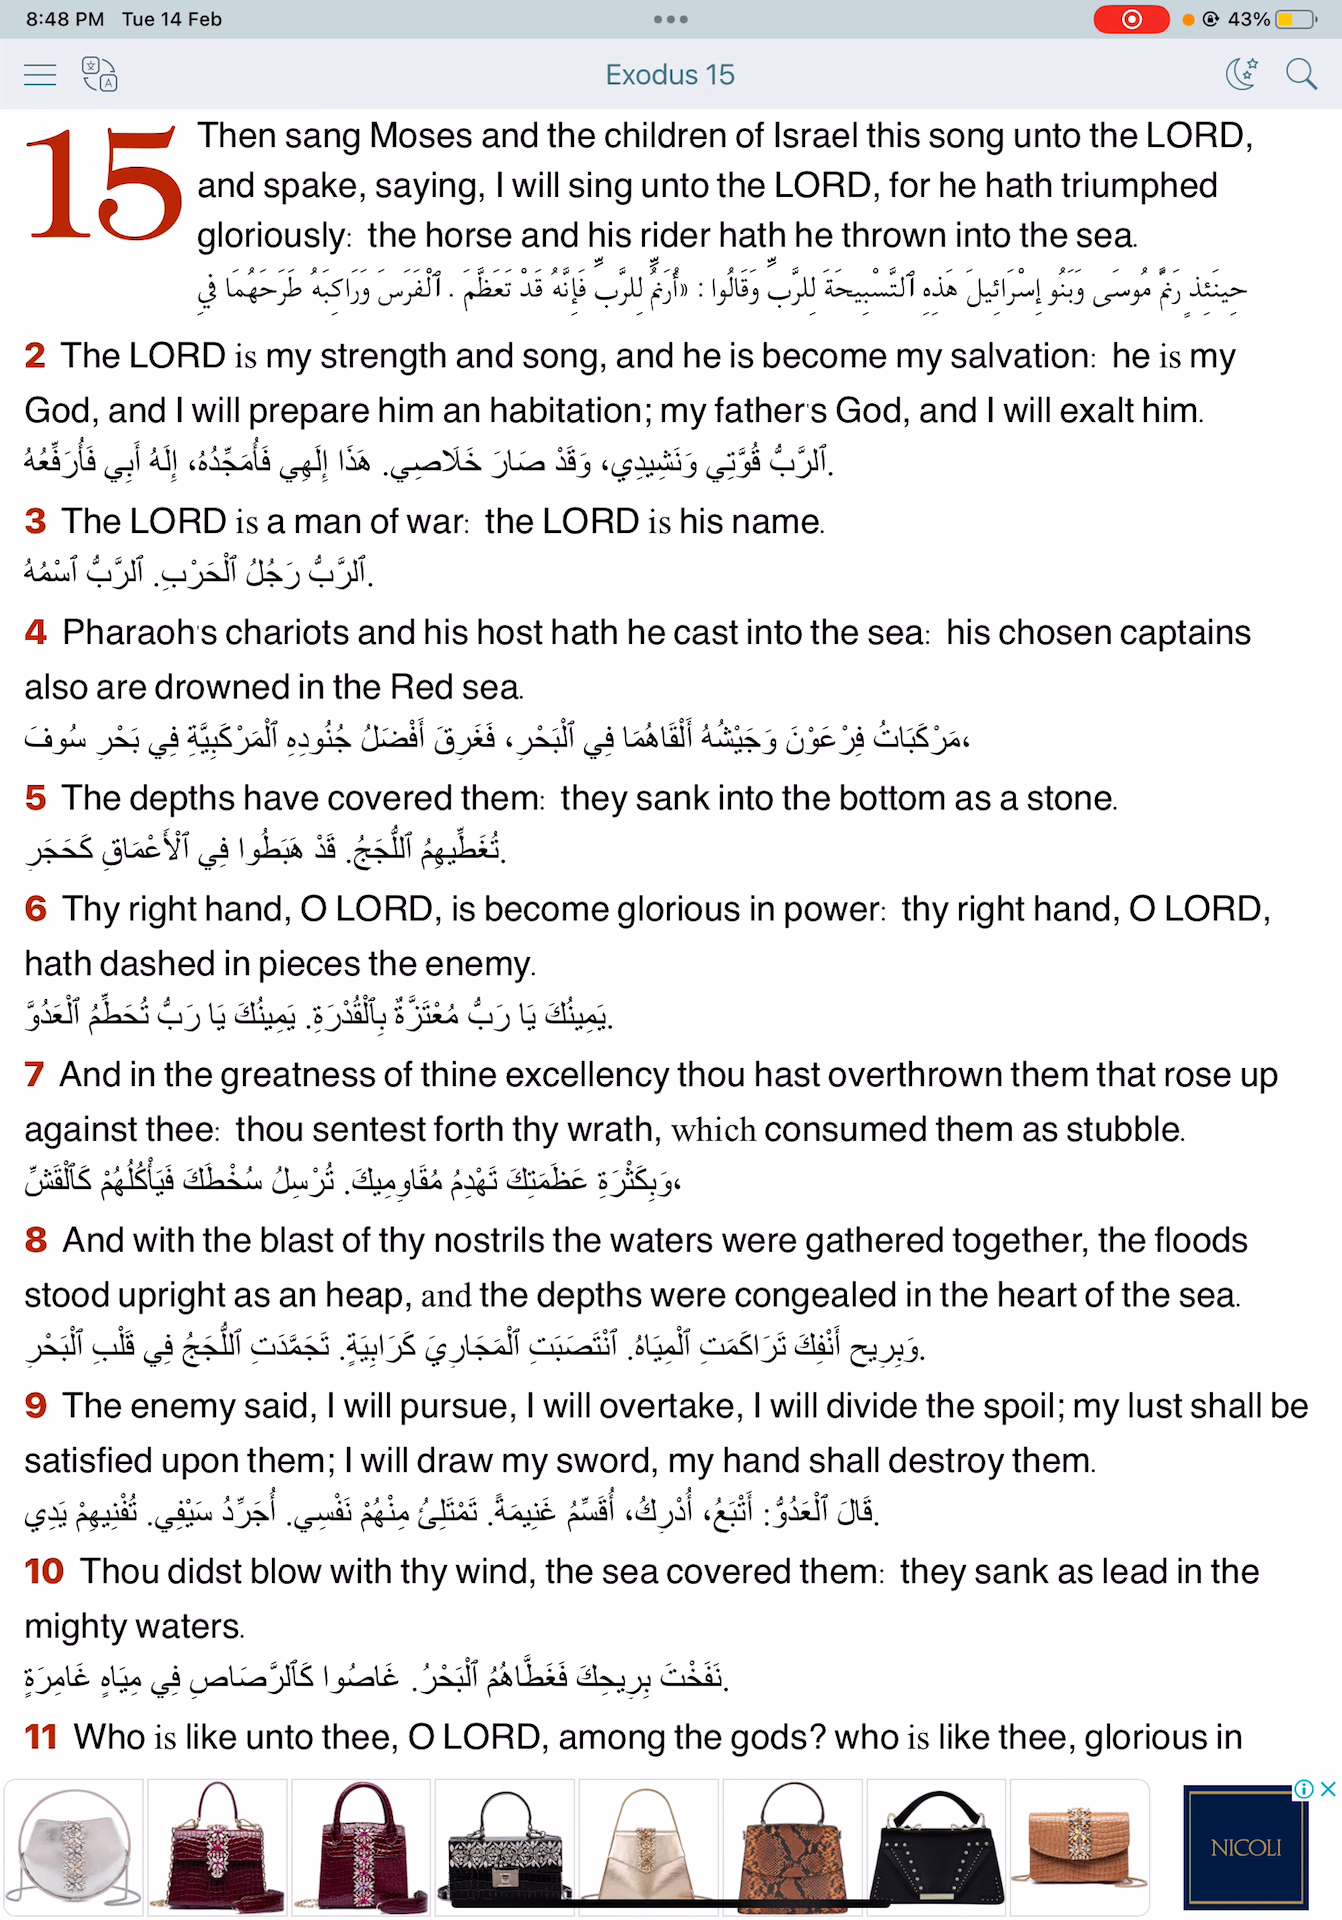 8:48 PM Tue 14 Feb
43%
Exodus 15
15 Then sang Moses and the children of Israel this song unto the LORD,
and spake, saying, I will sing unto the LORD, for he hath triumphed
gloriously: the horse and his rider hath he thrown into the sea.
حِينَئِذٍ رَنَّمَ مُوسَى وَبَنُو إِسْرَائِيلَ هَذِهِ ٱلتَّسْبِيحَةَ لِلرَّبِّ وَقَالُوا : «أُرَنِّمُ لِلرَّبِّ فَإِنَّهُ قَدْ تَعَظَّمَ . ٱلْفَرَسَ وَرَاكِبَهُ طَرَحَهُمَا فِي
2 The LORD is my strength and song, and he is become my salvation: he is my
God, and I will prepare him an habitation; my father's God, and I will exalt him.
ٱلرَّبُّ قُوَّتِي وَنَشِيدِي، وَقَدْ صَارَ خَلَاصِي. هَذَا إِلَهِي فَأُمَجِّدُهُ، إِلَهُ أَبِي فَأُرَفِّعُهُ.
3 The LORD is a man of war: the LORD is his name.
ٱلرَّبُّ رَجُلُ ٱلْحَرْبِ. ٱلرَّبُّ ٱسْمُهُ.
4 Pharaoh's chariots and his host hath he cast into the sea: his chosen captains
also are drowned in the Red sea.
مَرْكَبَاتُ فِرْعَوْنَ وَجَيْشُهُ أَلْقَاهُمَا فِي ٱلْبَحْرِ، فَغَرِقَ أَفْضَلُ جُنُودِهِ ٱلْمَرْكَبِيَّةِ فِي بَحْرِ سُوفَ،
5 The depths have covered them: they sank into the bottom as a stone.
تُغَطِّيهِمُ ٱللُّجَجُ. قَدْ هَبَطُوا فِي ٱلْأَعْمَاقِ كَحَجَرٍ.
6 Thy right hand, O LORD, is become glorious in power: thy right hand, O LORD,
hath dashed in pieces the enemy.
يَمِينُكَ يَا رَبُّ مُعْتَزَّةٌ بِٱلْقُدْرَةِ. يَمِينُكَ يَا رَبُّ تُحَطِّمُ ٱلْعَدُوَّ.
7 And in the greatness of thine excellency thou hast overthrown them that rose up
against thee: thou sentest forth thy wrath, which consumed them as stubble.
وَبِكَثْرَةِ عَظَمَتِكَ تَهْدِمُ مُقَاوِمِيكَ. تُرْسِلُ سُخْطَكَ فَيَأْكُلُهُمْ كَٱلْقَشِّ،
8 And with the blast of thy nostrils the waters were gathered together, the floods
stood upright as an heap, and the depths were congealed in the heart of the sea.
وَبِرِيحِ أَنْفِكَ تَرَاكَمَتِ ٱلْمِيَاهُ. ٱنْتَصَبَتِ ٱلْمَجَارِيَ كَرَابِيَةٍ. تَجَمَّدَتِ ٱللُّجَجُ فِي قَلْبِ ٱلْبَحْرِ.
9 The enemy said, I will pursue, I will overtake, I will divide the spoil; my lust shall be
satisfied upon them; I will draw my sword, my hand shall destroy them.
قَالَ ٱلْعَدُوُّ: أَتْبَعُ، أُدْرِكُ، أُقَسِّمُ غَنِيمَةً. تَمْتَلِئُ مِنْهُمْ نَفْسِي. أُجَرِّدُ سَيْفِي. تُفْنِيهِمْ يَدِي.
10 Thou didst blow with thy wind, the sea covered them: they sank as lead in the
mighty waters.
نَفَخْتَ بِرِيحِكَ فَغَطَّاهُمُ ٱلْبَحْرُ. غَاصُوا كَٱلرَّصَاصِ فِي مِيَاهٍ غَامِرَةٍ.
11 Who is like unto thee, O LORD, among the gods? who is like thee, glorious in
NICOLI